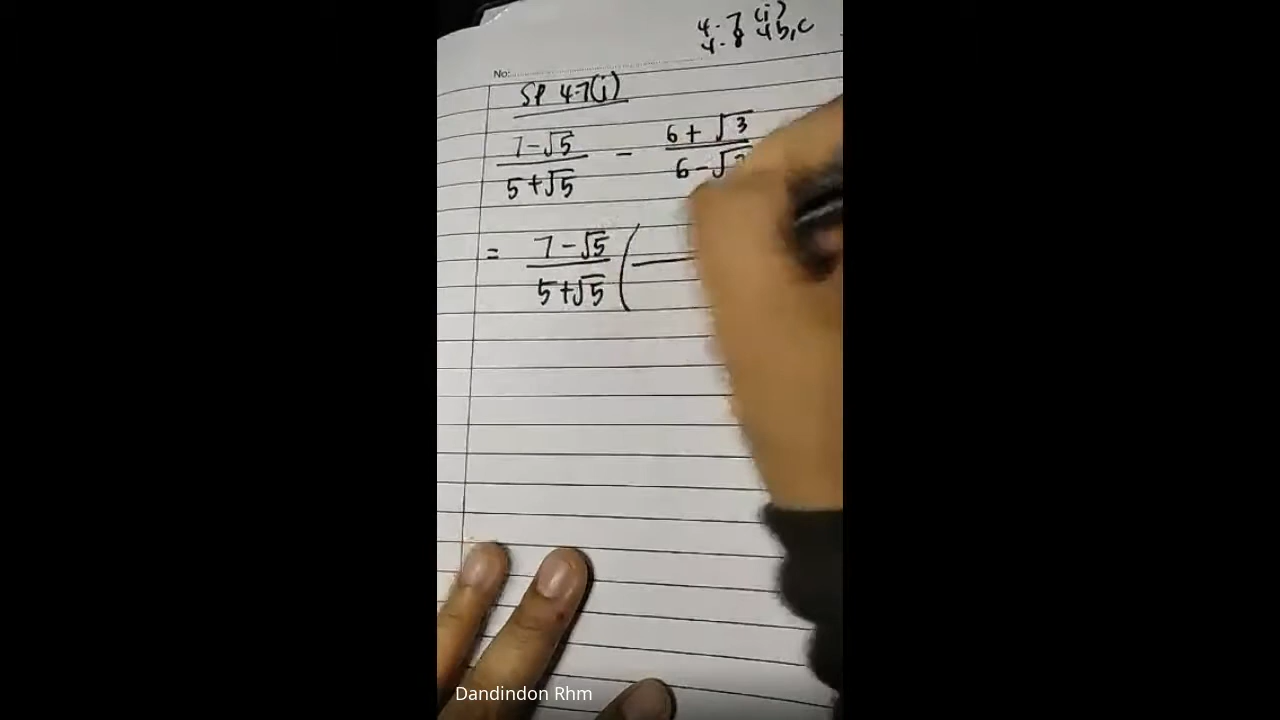 4.7 (i)
4.8 4b,c
No:
SP 4.7(i)
7-√5 / 5+√5 - 6+√3 / 6-√
= 7-√5 / 5+√5 (
Dandindon Rhm